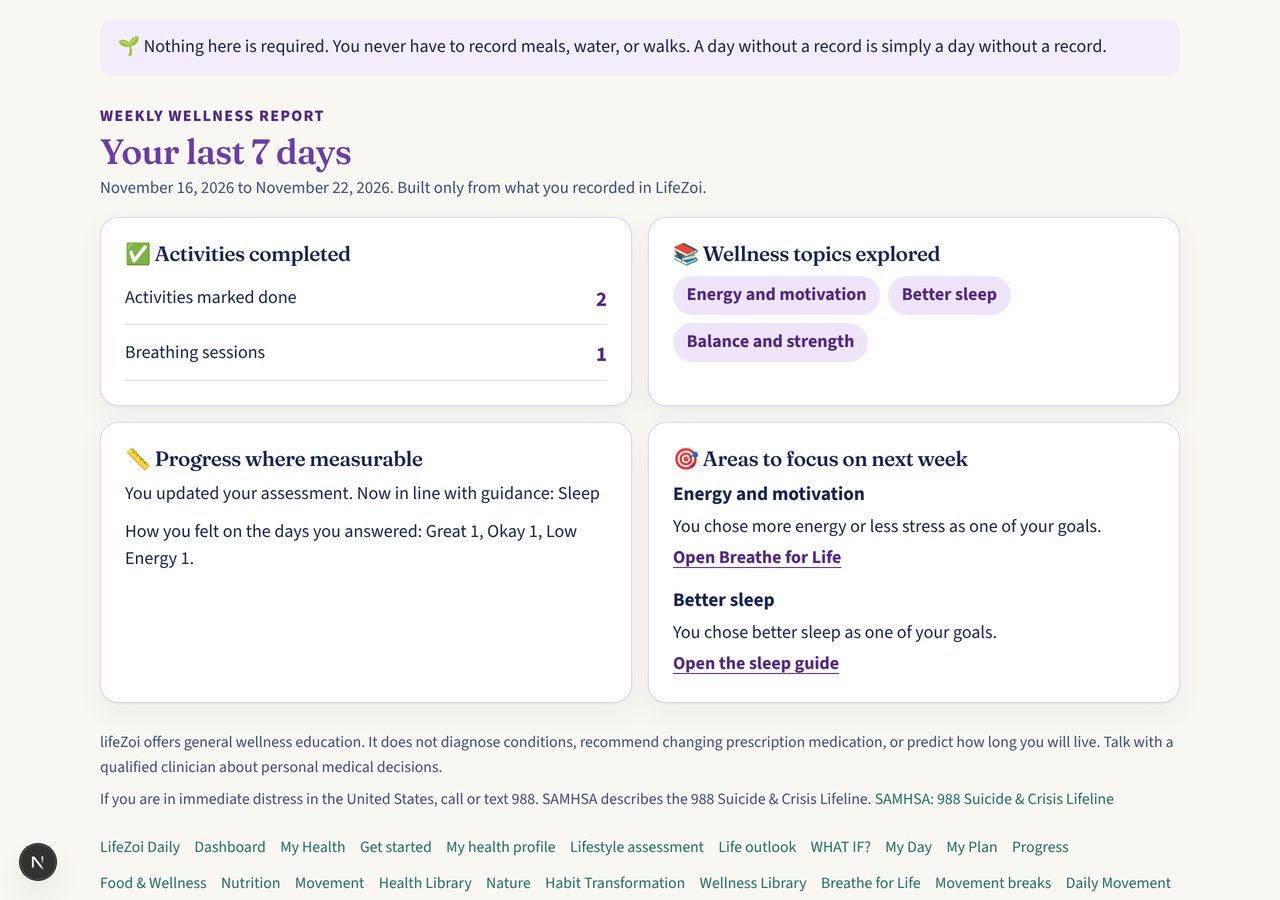 🌱 Nothing here is required. You never have to record meals, water, or walks. A day without a record is simply a day without a record.
WEEKLY WELLNESS REPORT
Your last 7 days
November 16, 2026 to November 22, 2026. Built only from what you recorded in LifeZoi.
✅ Activities completed
Activities marked done 2
Breathing sessions 1
📚 Wellness topics explored
Energy and motivation Better sleep
Balance and strength
📏 Progress where measurable
You updated your assessment. Now in line with guidance: Sleep
How you felt on the days you answered: Great 1, Okay 1, Low
Energy 1.
🎯 Areas to focus on next week
Energy and motivation
You chose more energy or less stress as one of your goals.
Open Breathe for Life
Better sleep
You chose better sleep as one of your goals.
Open the sleep guide
lifeZoi offers general wellness education. It does not diagnose conditions, recommend changing prescription medication, or predict how long you will live. Talk with a
qualified clinician about personal medical decisions.
If you are in immediate distress in the United States, call or text 988. SAMHSA describes the 988 Suicide & Crisis Lifeline. SAMHSA: 988 Suicide & Crisis Lifeline
LifeZoi Daily Dashboard My Health Get started My health profile Lifestyle assessment Life outlook WHAT IF? My Day My Plan Progress
Food & Wellness Nutrition Movement Health Library Nature Habit Transformation Wellness Library Breathe for Life Movement breaks Daily Movement
N